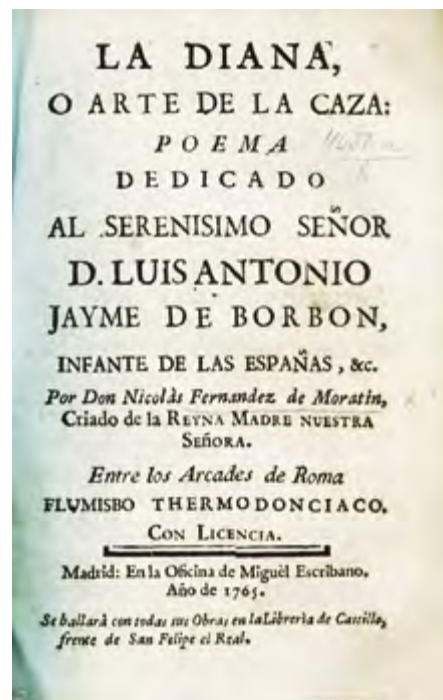 LA DIANA,
O ARTE DE LA CAZA:
POEMA
DEDICADO
AL SERENISIMO SEÑOR
D. LUIS ANTONIO
JAYME DE BORBON,
INFANTE DE LAS ESPAÑAS, &c.
Por Don Nicolàs Fernandez de Moratin,
Criado de la REYNA MADRE NUESTRA
SEÑORA.
Entre los Arcades de Roma
FLUMISBO THERMODONCIACO.
CON LICENCIA.
Madrid: En la Oficina de Miguèl Escribano.
Año de 1765.
Se hallarà con todas sus Obras en la Librerìa de Castillo,
frente de San Felipe el Real.